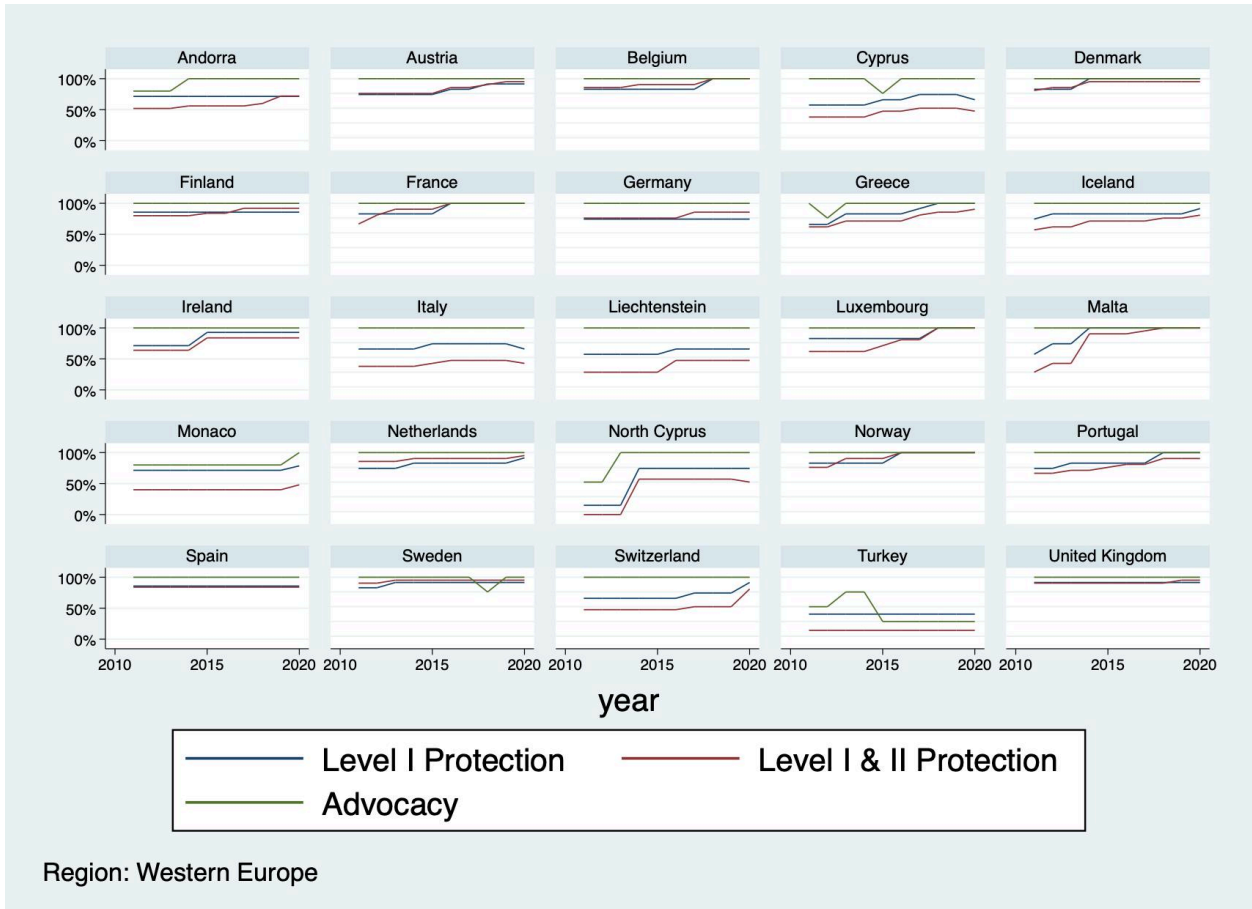 Andorra Austria Belgium Cyprus Denmark
100%
50%
0%
Finland France Germany Greece Iceland
100%
50%
0%
Ireland Italy Liechtenstein Luxembourg Malta
100%
50%
0%
Monaco Netherlands North Cyprus Norway Portugal
100%
50%
0%
Spain Sweden Switzerland Turkey United Kingdom
100%
50%
0%
2010 2015 2020 2010 2015 2020 2010 2015 2020 2010 2015 2020 2010 2015 2020
year
Level I Protection Level I & II Protection
Advocacy
Region: Western Europe